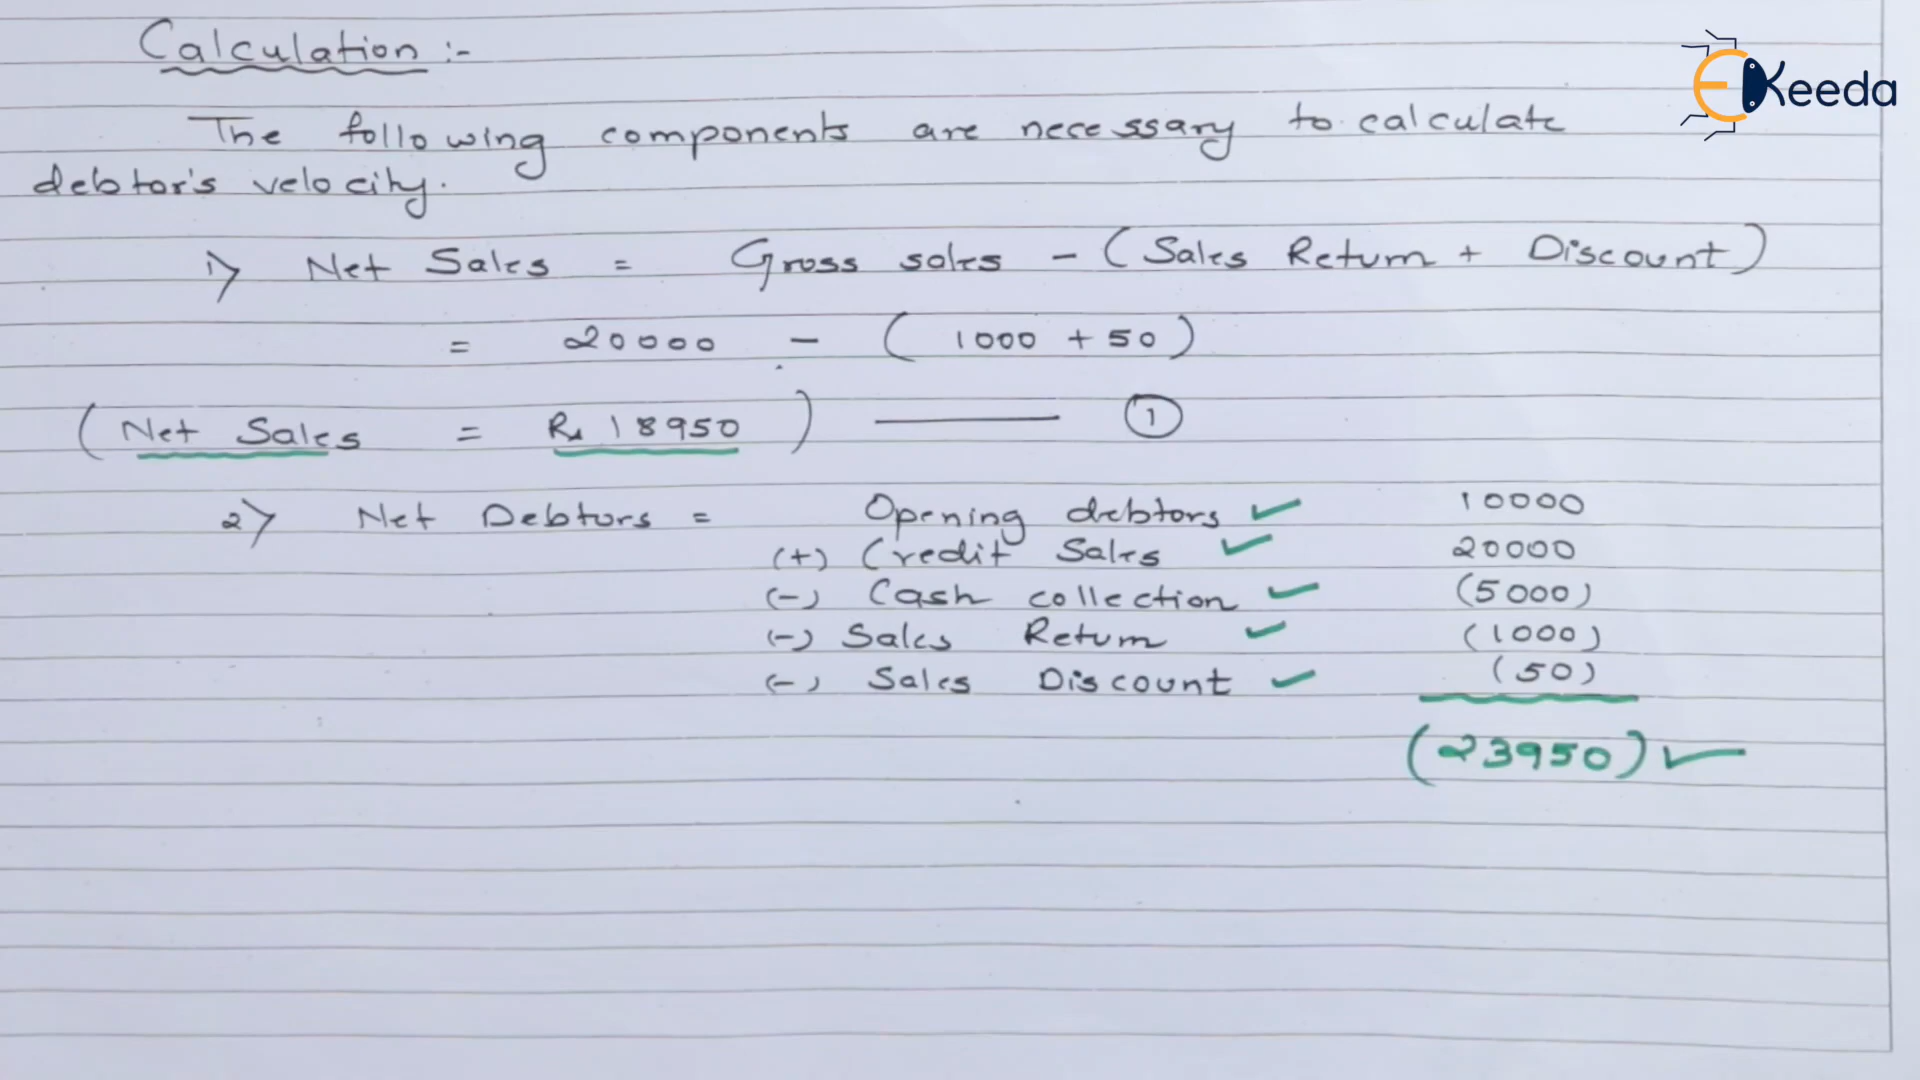 Calculation :-
EKeeda
The following components are necessary to calculate
debtor's velocity.
1) Net Sales = Gross sales - (Sales Return + Discount)
= 20000 - ( 1000 + 50 )
( Net Sales = Rs 18950 ) ——— 1
2) Net Debtors = Opening debtors ✓ 10000
(+) Credit Sales ✓ 20000
(-) Cash collection ✓ (5000)
(-) Sales Return ✓ (1000)
(-) Sales Discount ✓ (50)
(23950) ✓